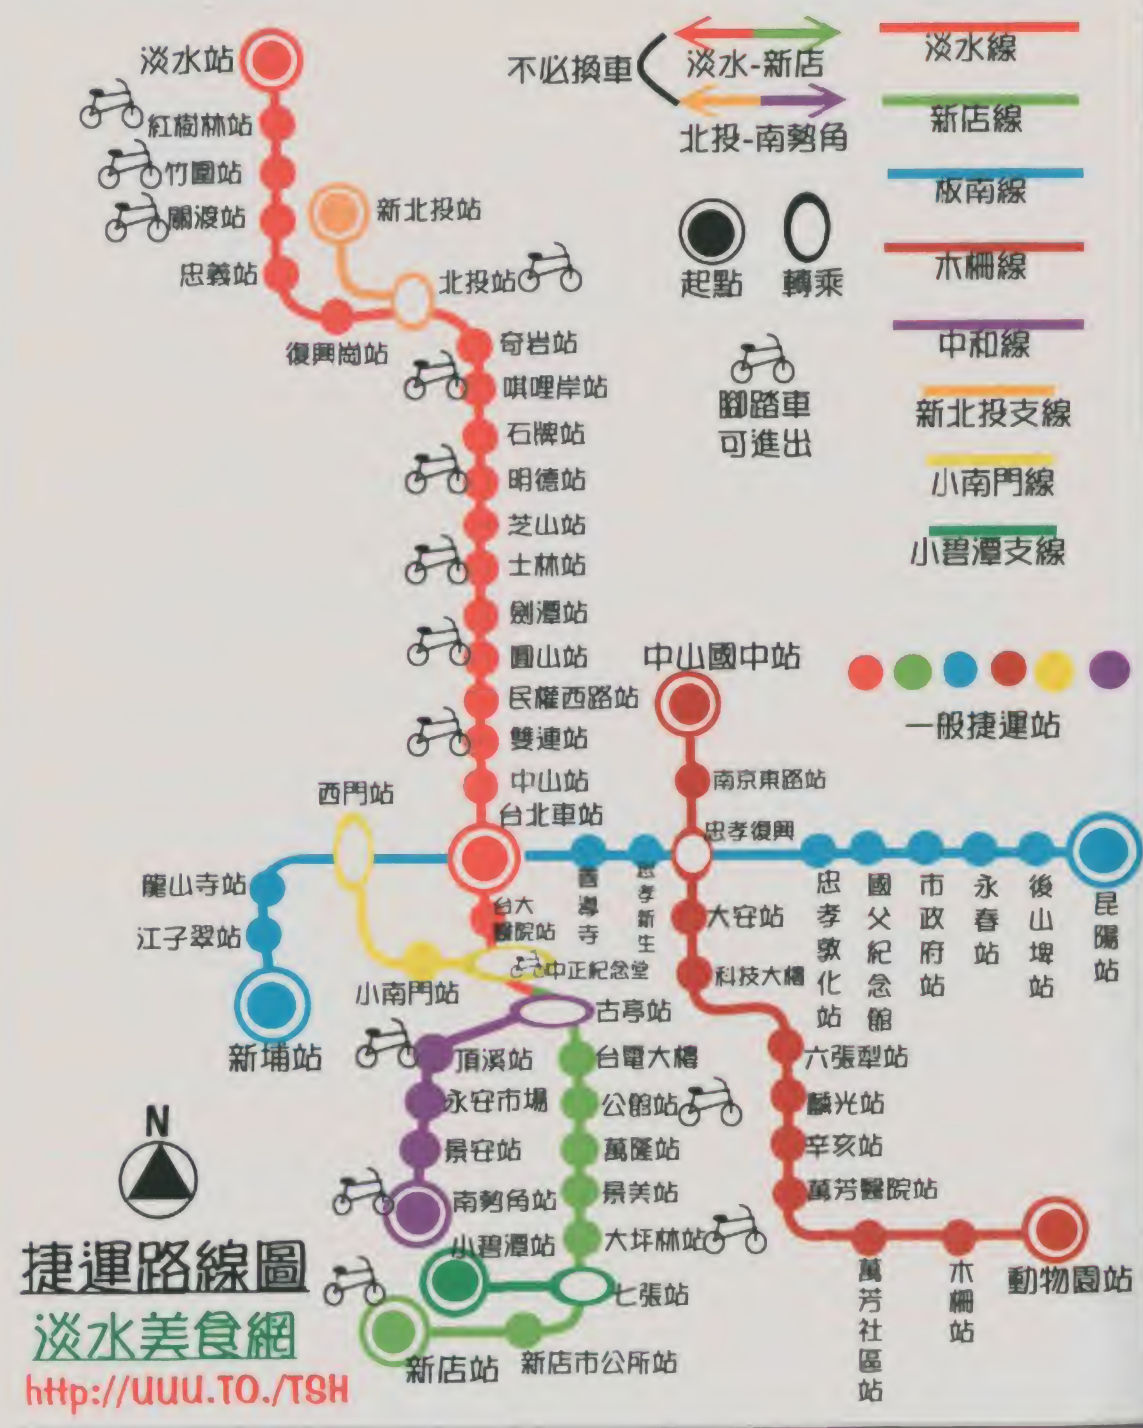 淡水站
紅樹林站
竹圍站
關渡站
忠義站
復興崗站
新北投站
北投站
奇岩站
唭哩岸站
石牌站
明德站
芝山站
士林站
劍潭站
圓山站
民權西路站
雙連站
中山站
台北車站
不必換車
淡水-新店
北投-南勢角
起點
轉乘
腳踏車
可進出
淡水線
新店線
板南線
木柵線
中和線
新北投支線
小南門線
小碧潭支線
一般捷運站
中山國中站
南京東路站
忠孝復興
大安站
科技大樓
六張犁站
麟光站
辛亥站
萬芳醫院站
萬芳社區站
木柵站
動物園站
西門站
龍山寺站
江子翠站
新埔站
善導寺
忠孝新生
忠孝敦化站
國父紀念館
市政府站
永春站
後山埤站
昆陽站
台大
醫院站
中正紀念堂
小南門站
古亭站
頂溪站
永安市場
景安站
南勢角站
台電大樓
公館站
萬隆站
景美站
大坪林站
七張站
小碧潭站
新店市公所站
新店站
N
捷運路線圖
淡水美食網
http://UUU.TO./TSH